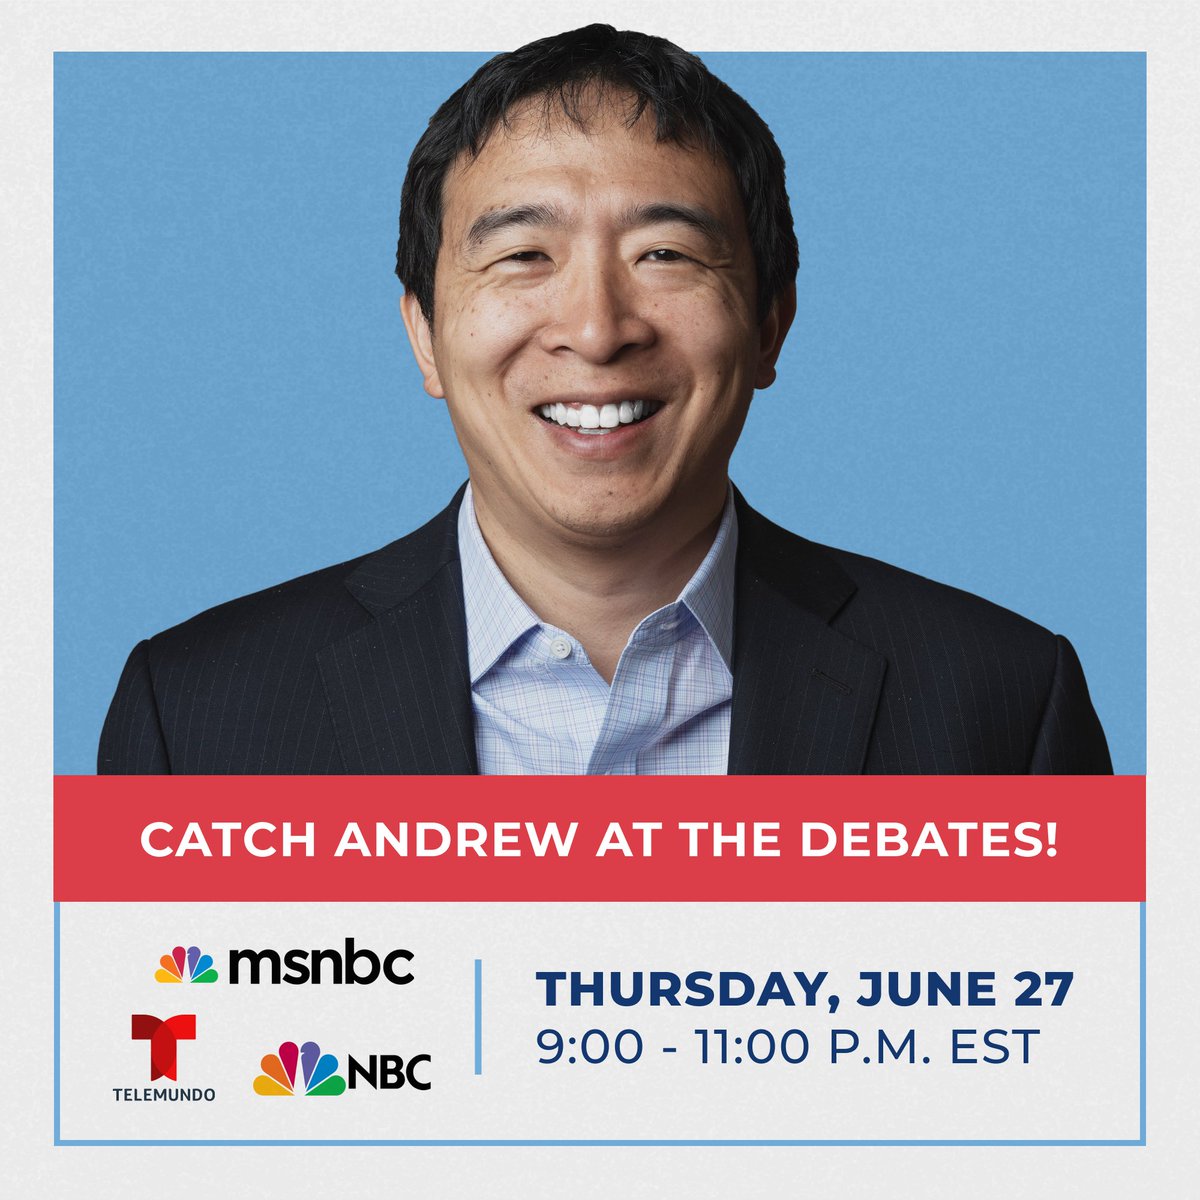 CATCH ANDREW AT THE DEBATES!
msnbc
TELEMUNDO
NBC
THURSDAY, JUNE 27
9:00 - 11:00 P.M. EST